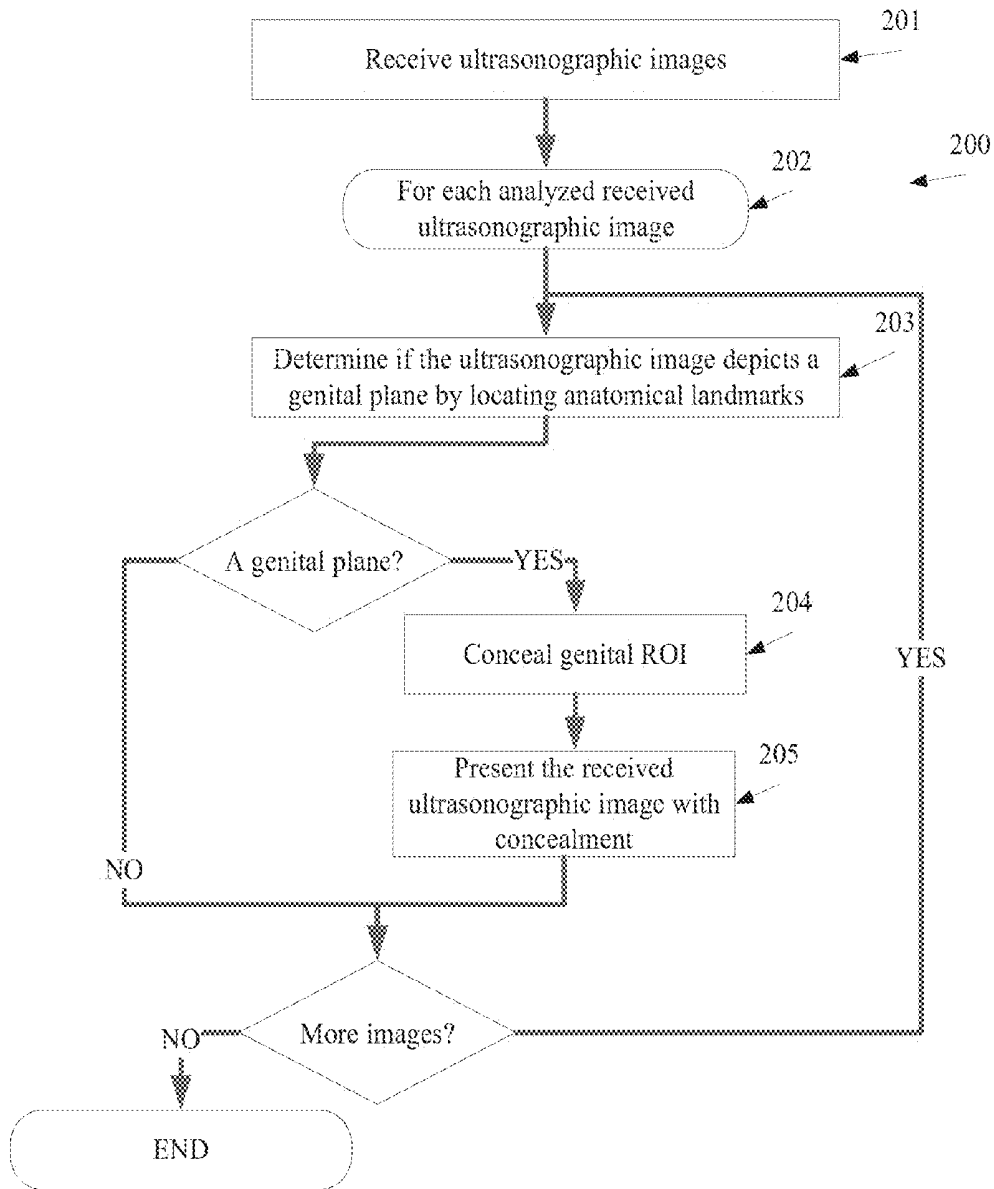 201
Receive ultrasonographic images
200
202
For each analyzed received
ultrasonographic image
203
Determine if the ultrasonographic image depicts a
genital plane by locating anatomical landmarks
A genital plane?
YES
204
Conceal genital ROI
YES
205
Present the received
ultrasonographic image with
concealment
NO
More images?
NO
END